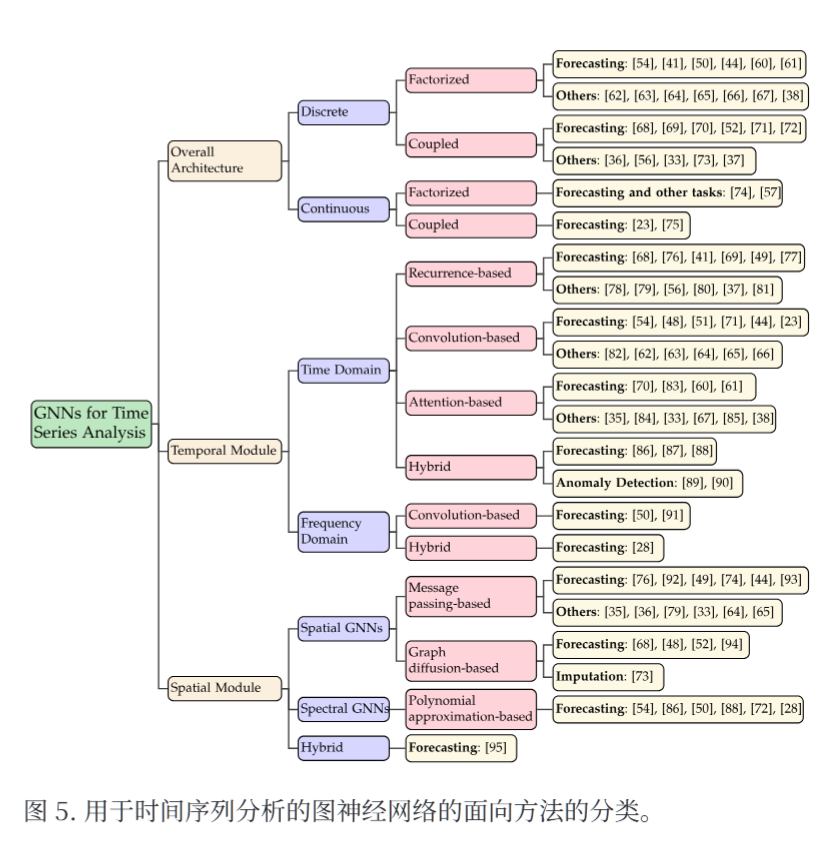 Forecasting: [54], [41], [50], [44], [60], [61]
Factorized
Others: [62], [63], [64], [65], [66], [67], [38]
Discrete
Forecasting: [68], [69], [70], [52], [71], [72]
Coupled
Overall
Architecture
Others: [36], [56], [33], [73], [37]
Factorized
Forecasting and other tasks: [74], [57]
Continuous
Coupled
Forecasting: [23], [75]
Forecasting: [68], [76], [41], [69], [49], [77]
Recurrence-based
Others: [78], [79], [56], [80], [37], [81]
Forecasting: [54], [48], [51], [71], [44], [23]
Convolution-based
Others: [82], [62], [63], [64], [65], [66]
Time Domain
Forecasting: [70], [83], [60], [61]
Attention-based
Others: [35], [84], [33], [67], [85], [38]
GNNs for Time
Series Analysis
Temporal Module
Forecasting: [86], [87], [88]
Hybrid
Anomaly Detection: [89], [90]
Frequency
Domain
Convolution-based
Forecasting: [50], [91]
Hybrid
Forecasting: [28]
Forecasting: [76], [92], [49], [74], [44], [93]
Message
passing-based
Others: [35], [36], [79], [33], [64], [65]
Spatial GNNs
Forecasting: [68], [48], [52], [94]
Graph
diffusion-based
Imputation: [73]
Spatial Module
Spectral GNNs
Polynomial
approximation-based
Forecasting: [54], [86], [50], [88], [72], [28]
Hybrid
Forecasting: [95]
图 5. 用于时间序列分析的图神经网络的面向方法的分类。